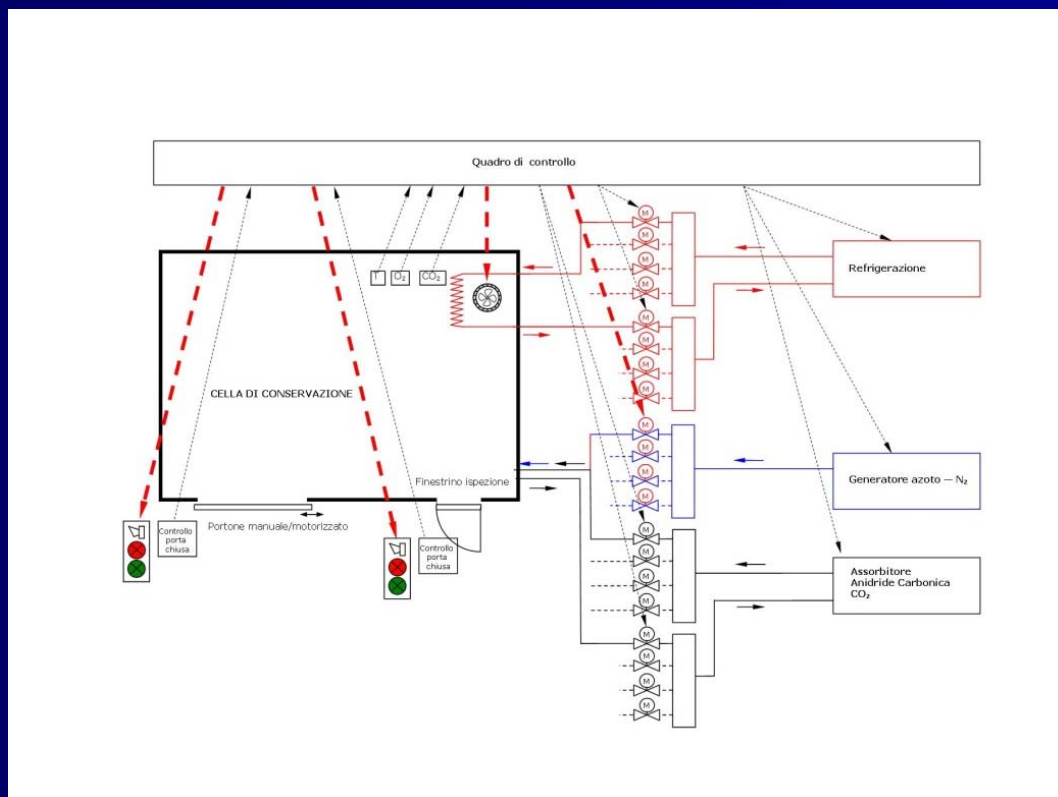 Quadro di controllo
M
M
M
M
Refrigerazione
T
O₂
CO₂
M
M
M
M
CELLA DI CONSERVAZIONE
M
M
M
M
Finestrino ispezione
Generatore azoto — N₂
Portone manuale/motorizzato
Controllo
porta
chiusa
Controllo
porta
chiusa
M
M
M
M
Assorbitore
Anidride Carbonica
CO₂
M
M
M
M